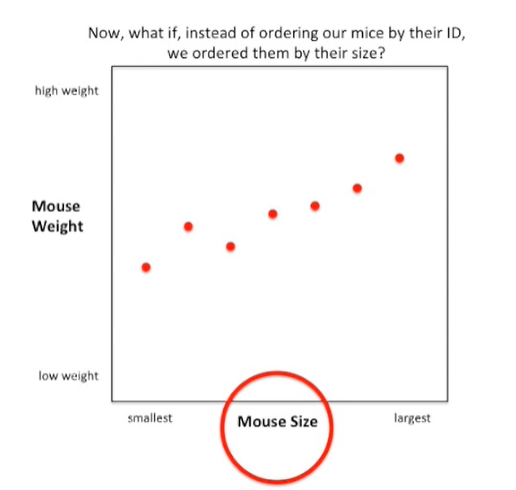 Now, what if, instead of ordering our mice by their ID,
we ordered them by their size?
high weight
Mouse
Weight
low weight
smallest
Mouse Size
largest